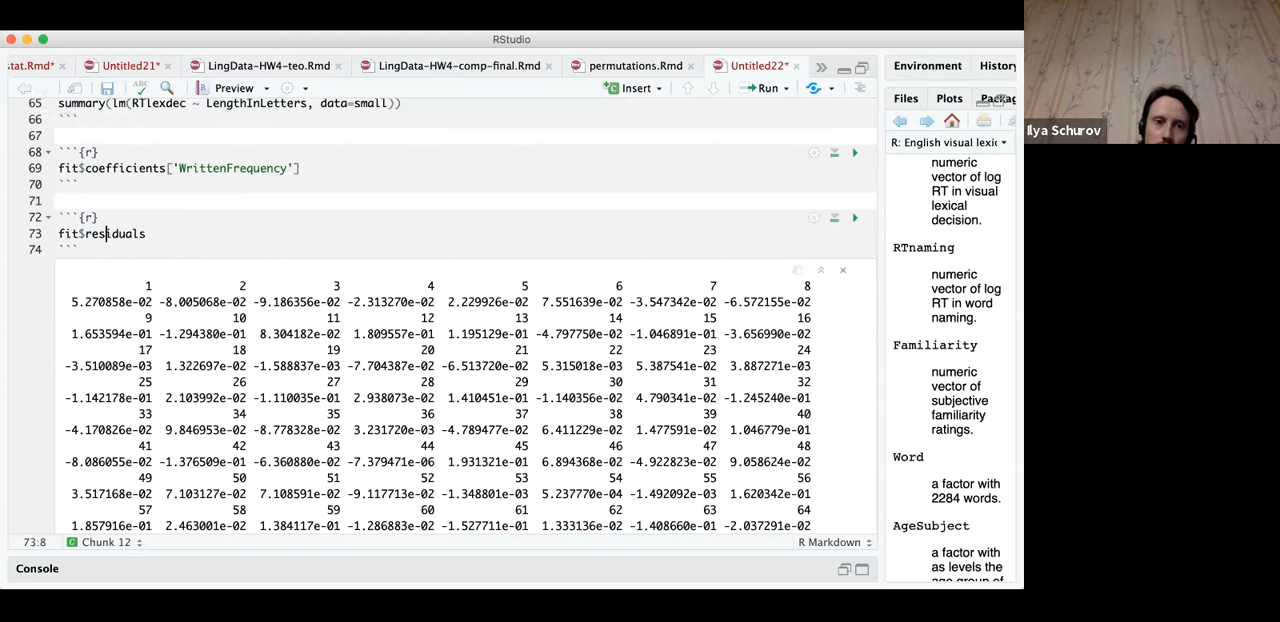 RStudio
tat.Rmd*
Untitled21*
LingData-HW4-teo.Rmd
LingData-HW4-comp-final.Rmd
permutations.Rmd
Untitled22*
Preview
Insert
Run
65 summary(lm(RTlexdec ~ LengthInLetters, data=small))
66 ```
67
68 ```{r}
69 fit$coefficients['WrittenFrequency']
70 ```
71
72 ```{r}
73 fit$residuals
74 ```
1 2 3 4 5 6 7 8
5.270858e-02 -8.005068e-02 -9.186356e-02 -2.313270e-02 2.229926e-02 7.551639e-02 -3.547342e-02 -6.572155e-02
9 10 11 12 13 14 15 16
1.653594e-01 -1.294380e-01 8.304182e-02 1.809557e-01 1.195129e-01 -4.797750e-02 -1.046891e-01 -3.656990e-02
17 18 19 20 21 22 23 24
-3.510089e-03 1.322697e-02 -1.588837e-03 -7.704387e-02 -6.513720e-02 5.315018e-03 5.387541e-02 3.887271e-03
25 26 27 28 29 30 31 32
-1.142178e-01 2.103992e-02 -1.110035e-01 2.938073e-02 1.410451e-01 -1.140356e-02 4.790341e-02 -1.245240e-01
33 34 35 36 37 38 39 40
-4.170826e-02 9.846953e-02 -8.778328e-02 3.231720e-03 -4.789477e-02 6.411229e-02 1.477591e-02 1.046779e-01
41 42 43 44 45 46 47 48
-8.086055e-02 -1.376509e-01 -6.360880e-02 -7.379471e-06 1.931321e-01 6.894368e-02 -4.922823e-02 9.058624e-02
49 50 51 52 53 54 55 56
3.517168e-02 7.103127e-02 7.108591e-02 -9.117713e-02 -1.348801e-03 5.237770e-04 -1.492092e-03 1.620342e-01
57 58 59 60 61 62 63 64
1.857916e-01 2.463001e-02 1.384117e-01 -1.286883e-02 -1.527711e-01 1.333136e-02 -1.408660e-01 -2.037291e-02
73:8
Chunk 12
R Markdown
Console
Environment
History
Files
Plots
Packag
R: English visual lexi
numeric
vector of log
RT in visual
lexical
decision.
RTnaming
numeric
vector of log
RT in word
naming.
Familiarity
numeric
vector of
subjective
familiarity
ratings.
Word
a factor with
2284 words.
AgeSubject
a factor with
as levels the
age group of
Ilya Schurov